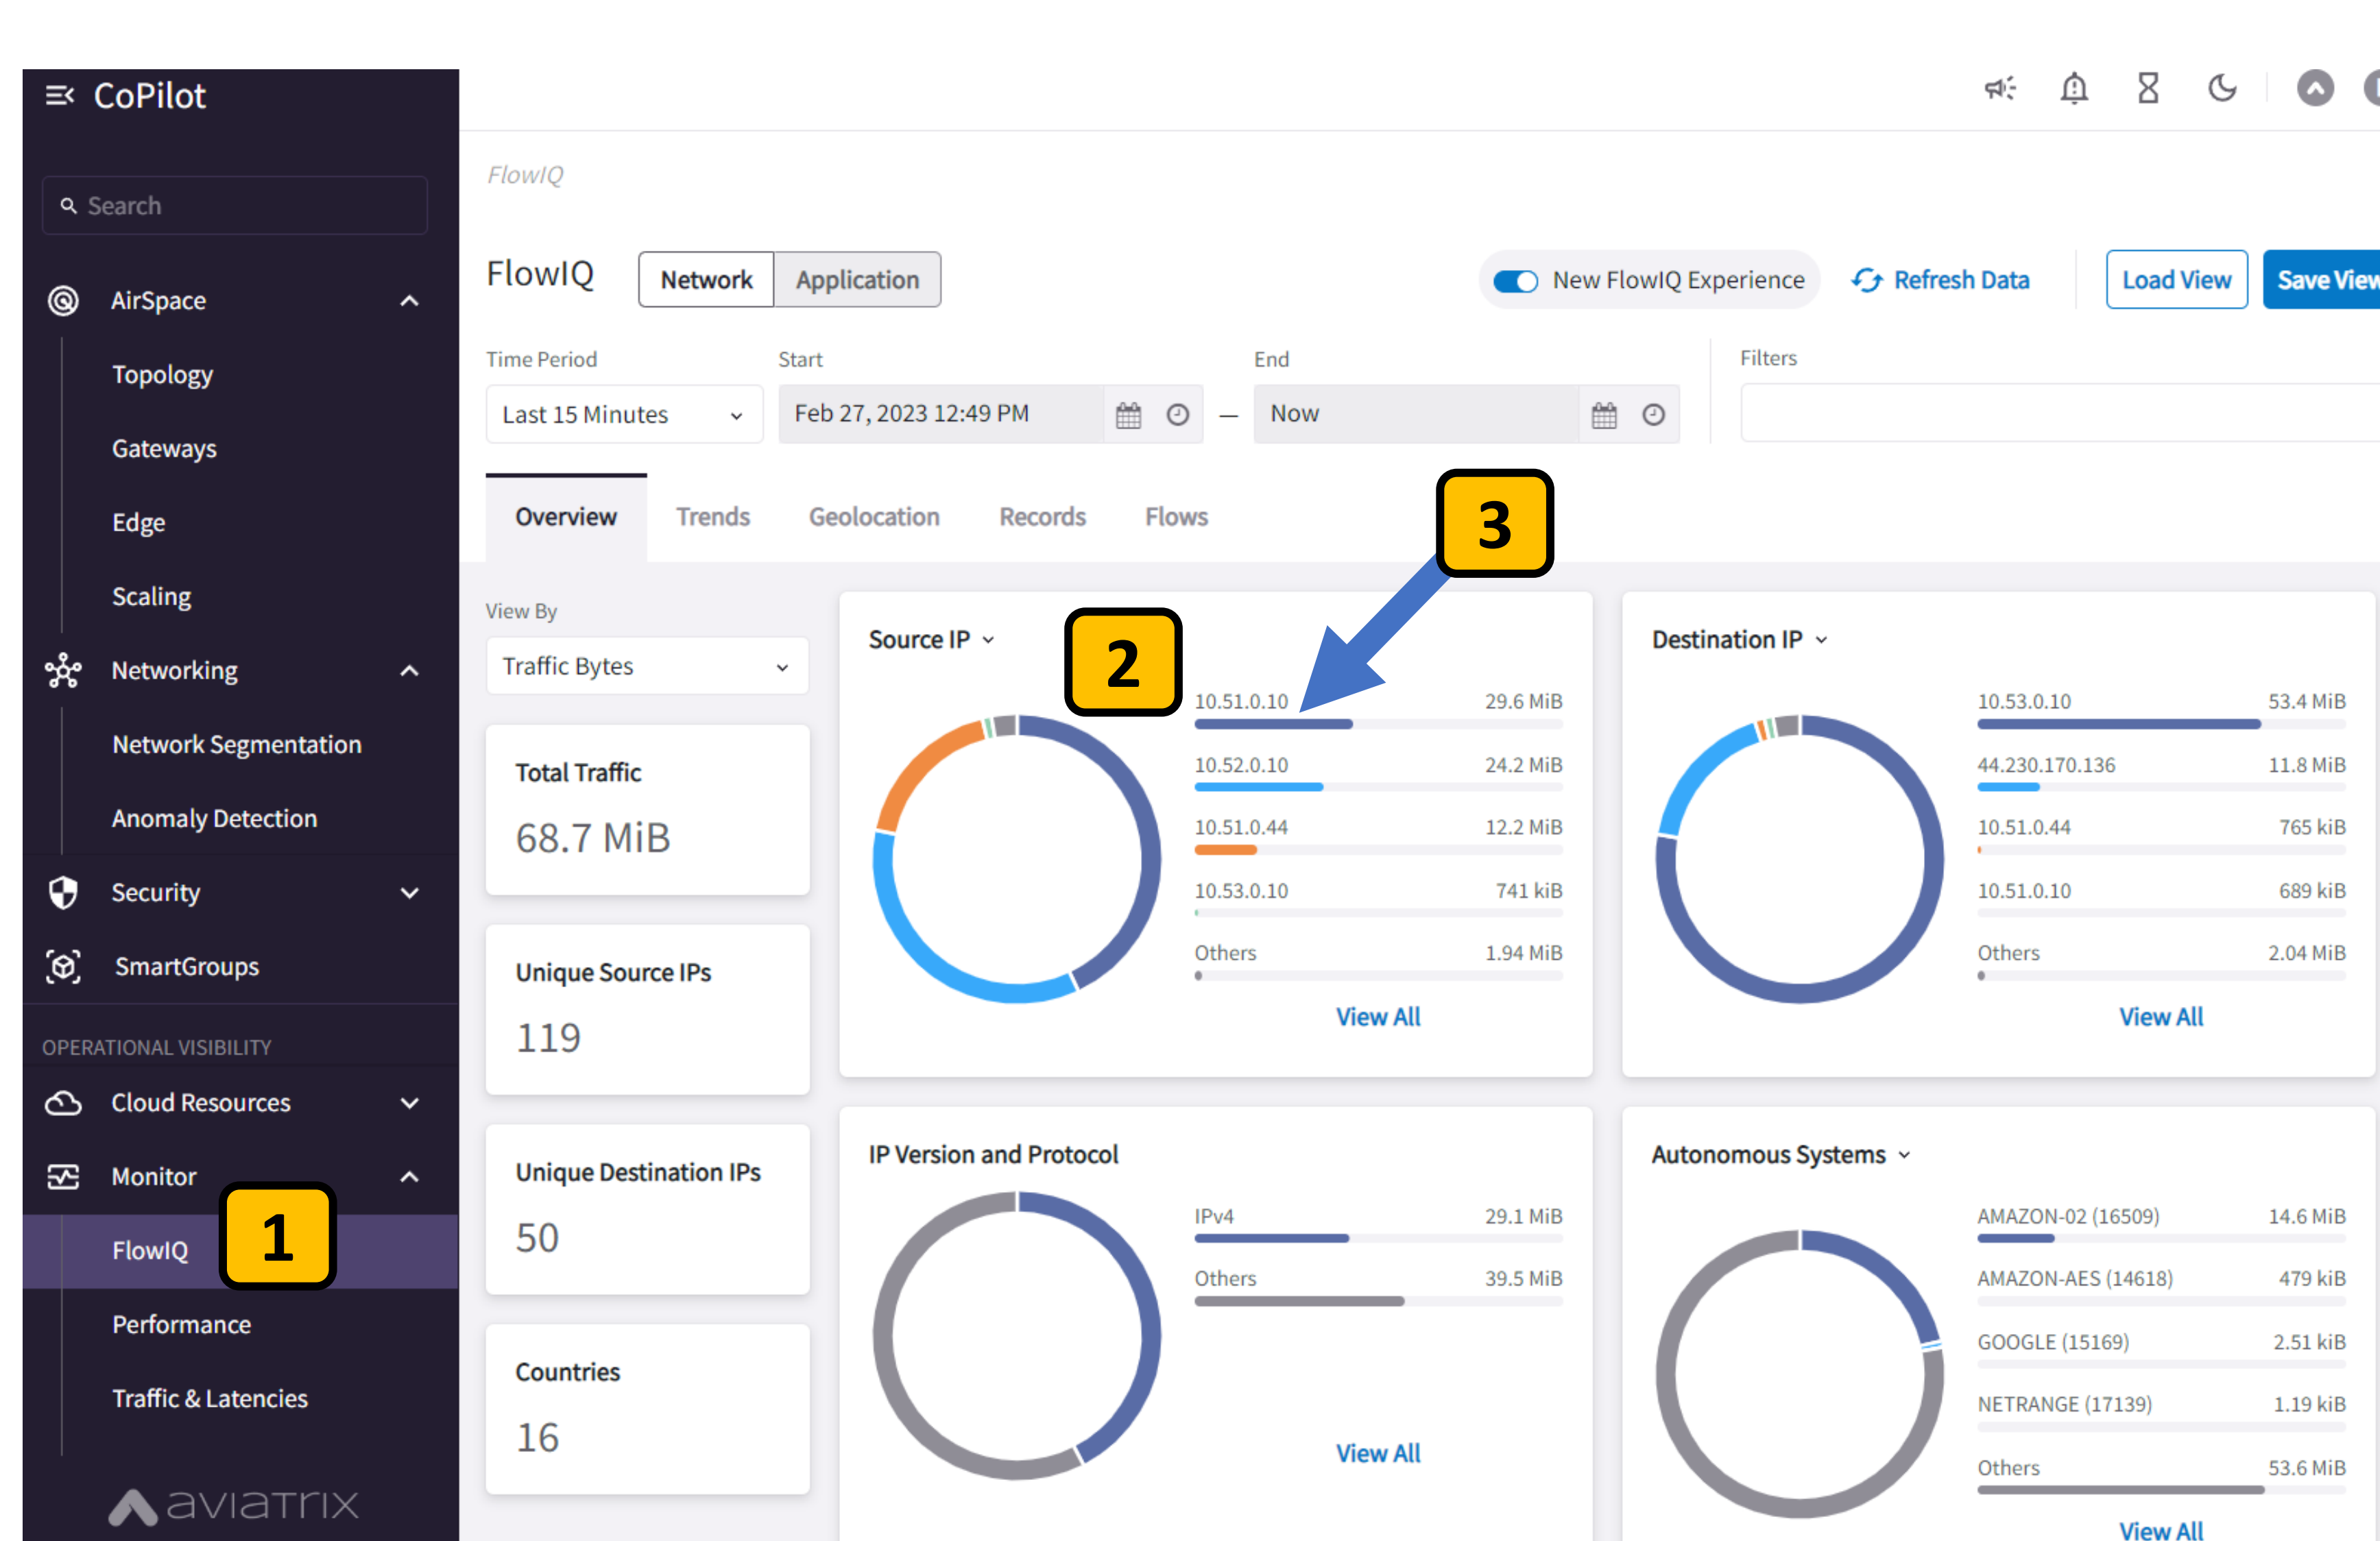 CoPilot
Search
AirSpace
Topology
Gateways
Edge
Scaling
Networking
Network Segmentation
Anomaly Detection
Security
SmartGroups
OPERATIONAL VISIBILITY
Cloud Resources
Monitor
FlowIQ
1
Performance
Traffic & Latencies
aviatrix
FlowIQ
FlowIQ
Network
Application
New FlowIQ Experience
Refresh Data
Load View
Save View
Time Period
Start
End
Filters
Last 15 Minutes
Feb 27, 2023 12:49 PM
–
Now
Overview
Trends
Geolocation
Records
Flows
3
View By
Traffic Bytes
Total Traffic
68.7 MiB
Unique Source IPs
119
Unique Destination IPs
50
Countries
16
Source IP
2
10.51.0.10 29.6 MiB
10.52.0.10 24.2 MiB
10.51.0.44 12.2 MiB
10.53.0.10 741 kiB
Others 1.94 MiB
View All
Destination IP
10.53.0.10 53.4 MiB
44.230.170.136 11.8 MiB
10.51.0.44 765 kiB
10.51.0.10 689 kiB
Others 2.04 MiB
View All
IP Version and Protocol
IPv4 29.1 MiB
Others 39.5 MiB
View All
Autonomous Systems
AMAZON-02 (16509) 14.6 MiB
AMAZON-AES (14618) 479 kiB
GOOGLE (15169) 2.51 kiB
NETRANGE (17139) 1.19 kiB
Others 53.6 MiB
View All